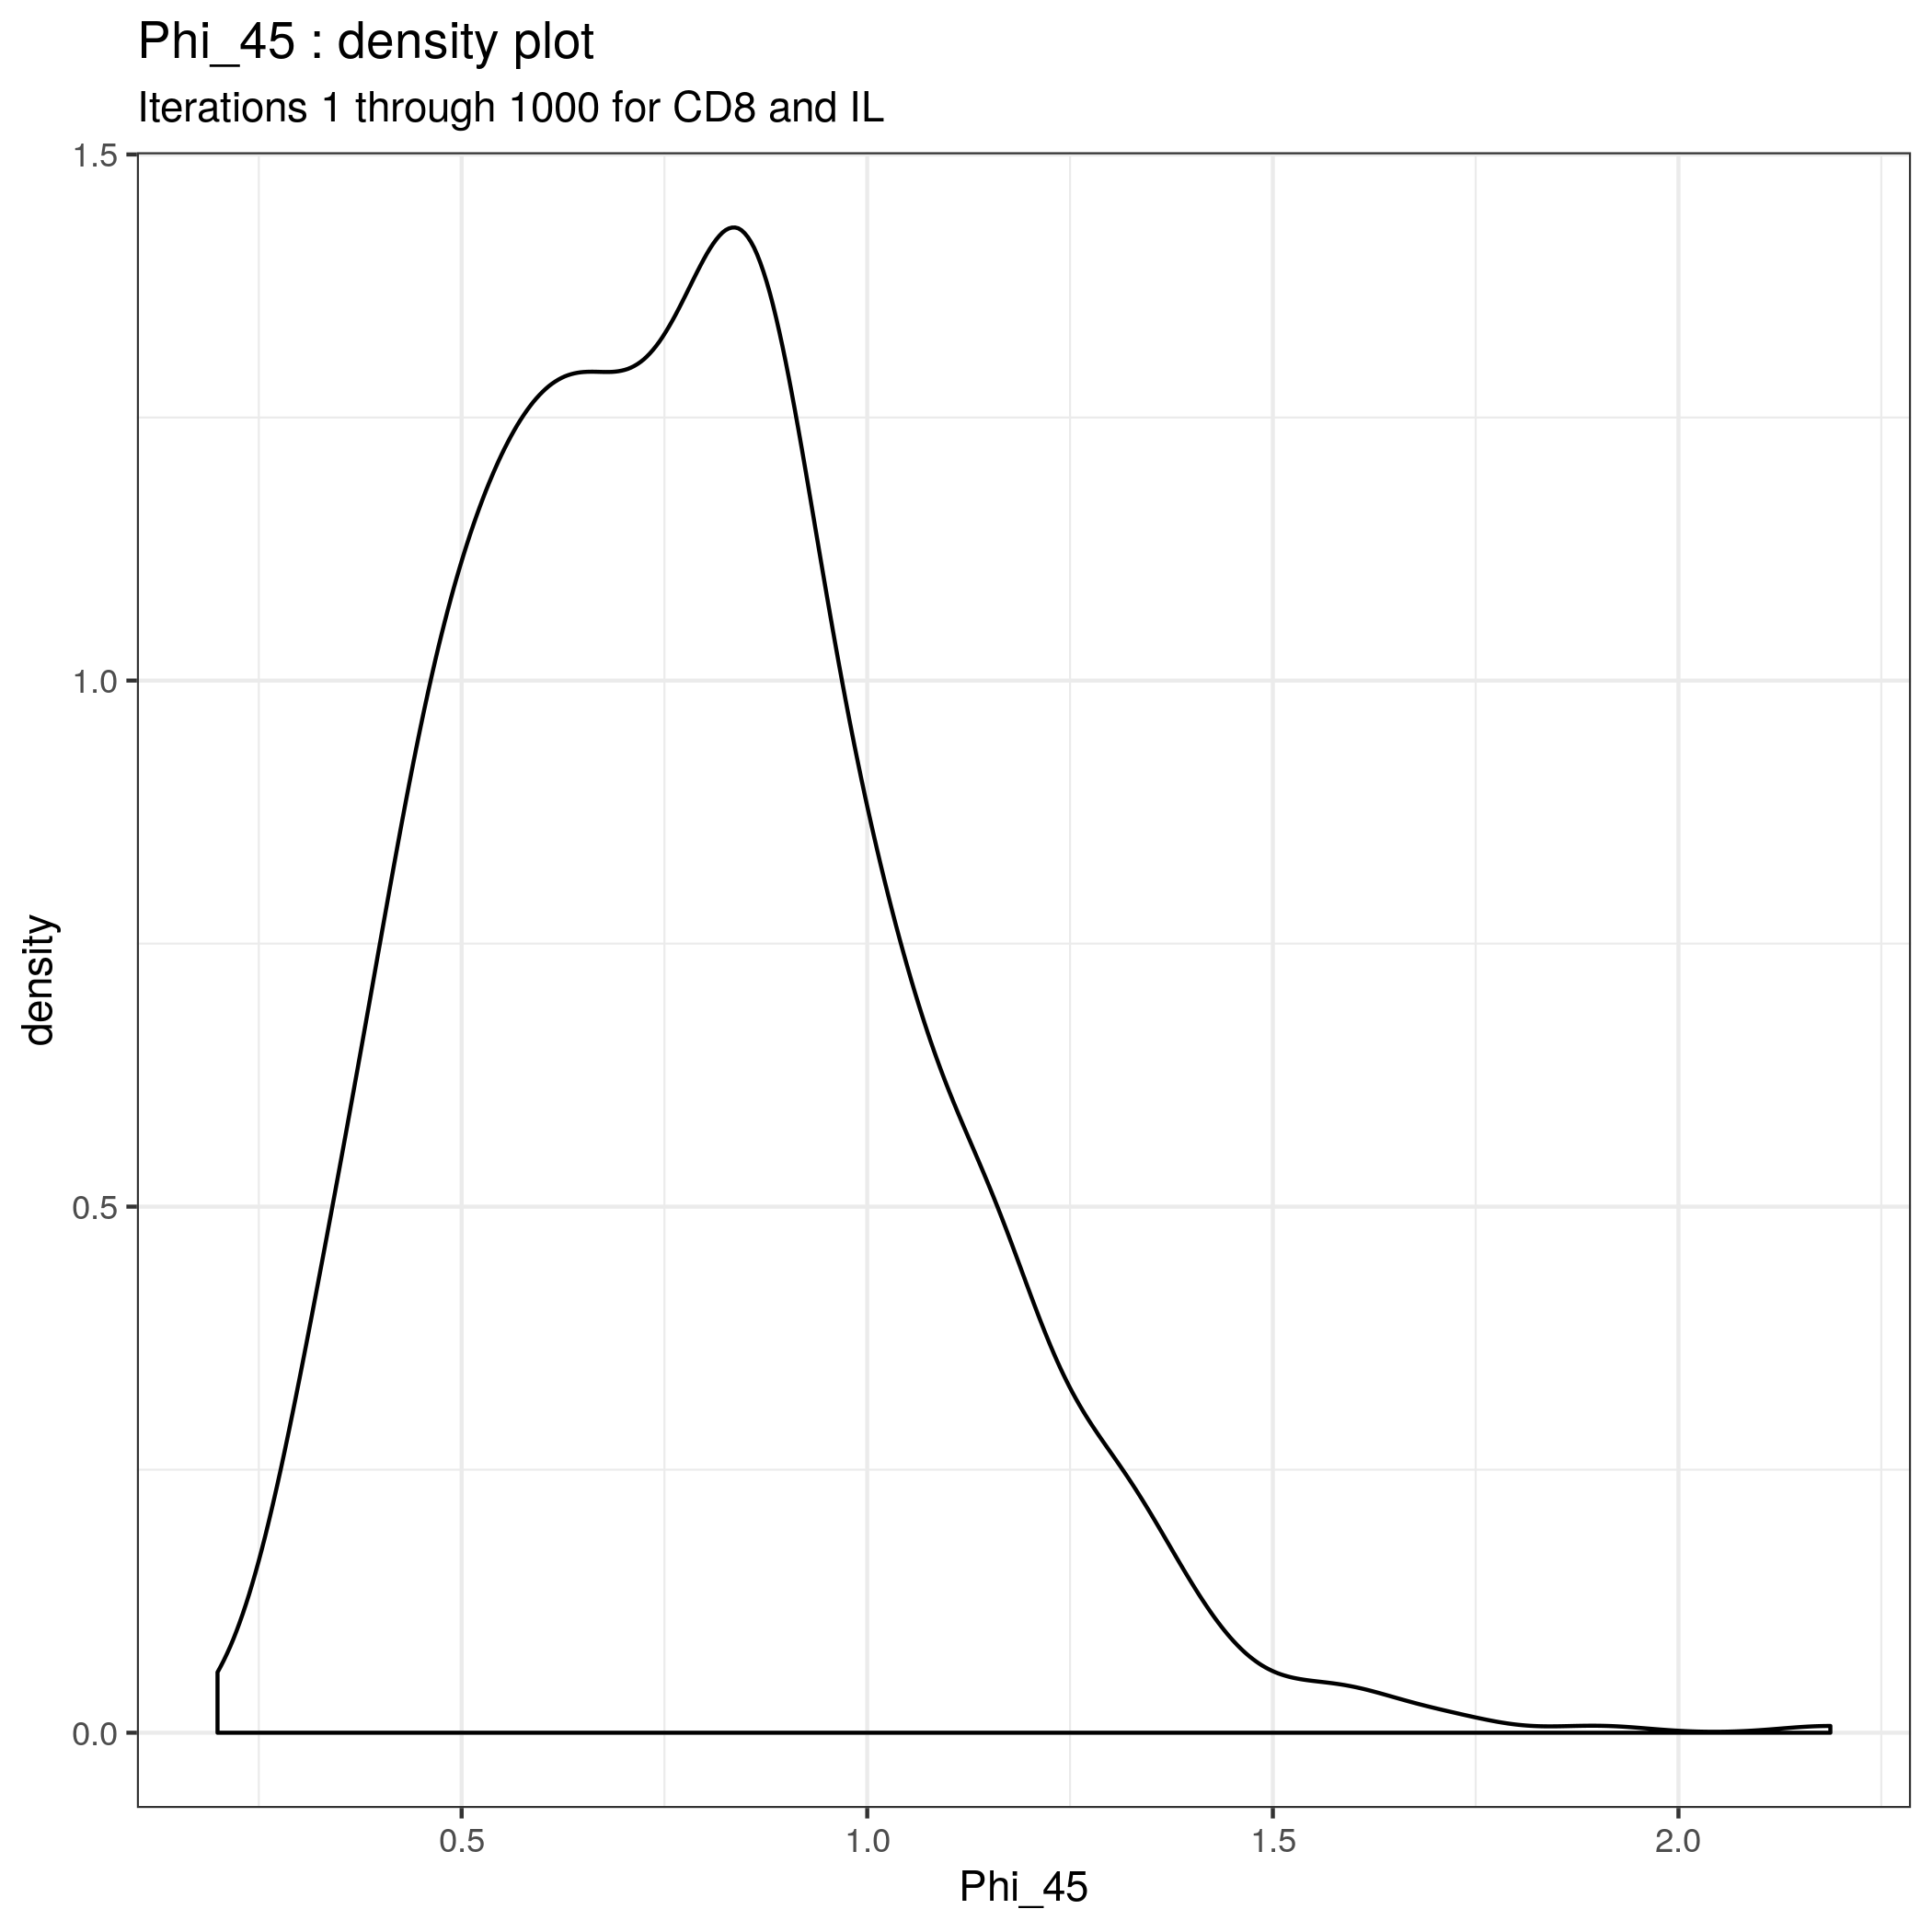 Phi_45 : density plot
Iterations 1 through 1000 for CD8 and IL
1.5
1.0
0.5
0.0
density
0.5 1.0 1.5 2.0
Phi_45